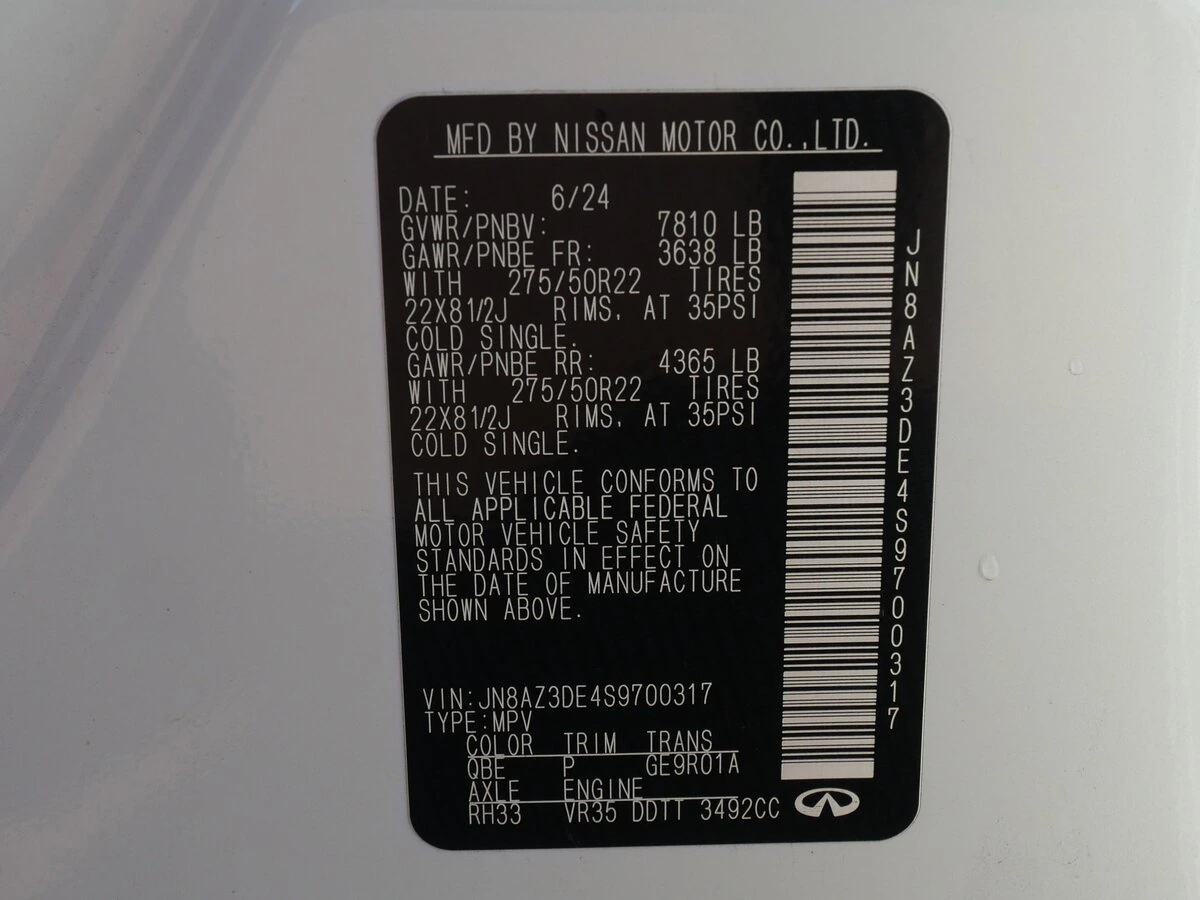 MFD BY NISSAN MOTOR CO.,LTD.
DATE: 6/24
GVWR/PNBV: 7810 LB
GAWR/PNBE FR: 3638 LB
WITH 275/50R22 TIRES
22X81/2J RIMS, AT 35PSI
COLD SINGLE.
GAWR/PNBE RR: 4365 LB
WITH 275/50R22 TIRES
22X81/2J RIMS, AT 35PSI
COLD SINGLE.
THIS VEHICLE CONFORMS TO
ALL APPLICABLE FEDERAL
MOTOR VEHICLE SAFETY
STANDARDS IN EFFECT ON
THE DATE OF MANUFACTURE
SHOWN ABOVE.
VIN:JN8AZ3DE4S9700317
TYPE:MPV
COLOR TRIM TRANS
QBE P GE9R01A
AXLE ENGINE
RH33 VR35 DDTT 3492CC
JN8AZ3DE4S9700317